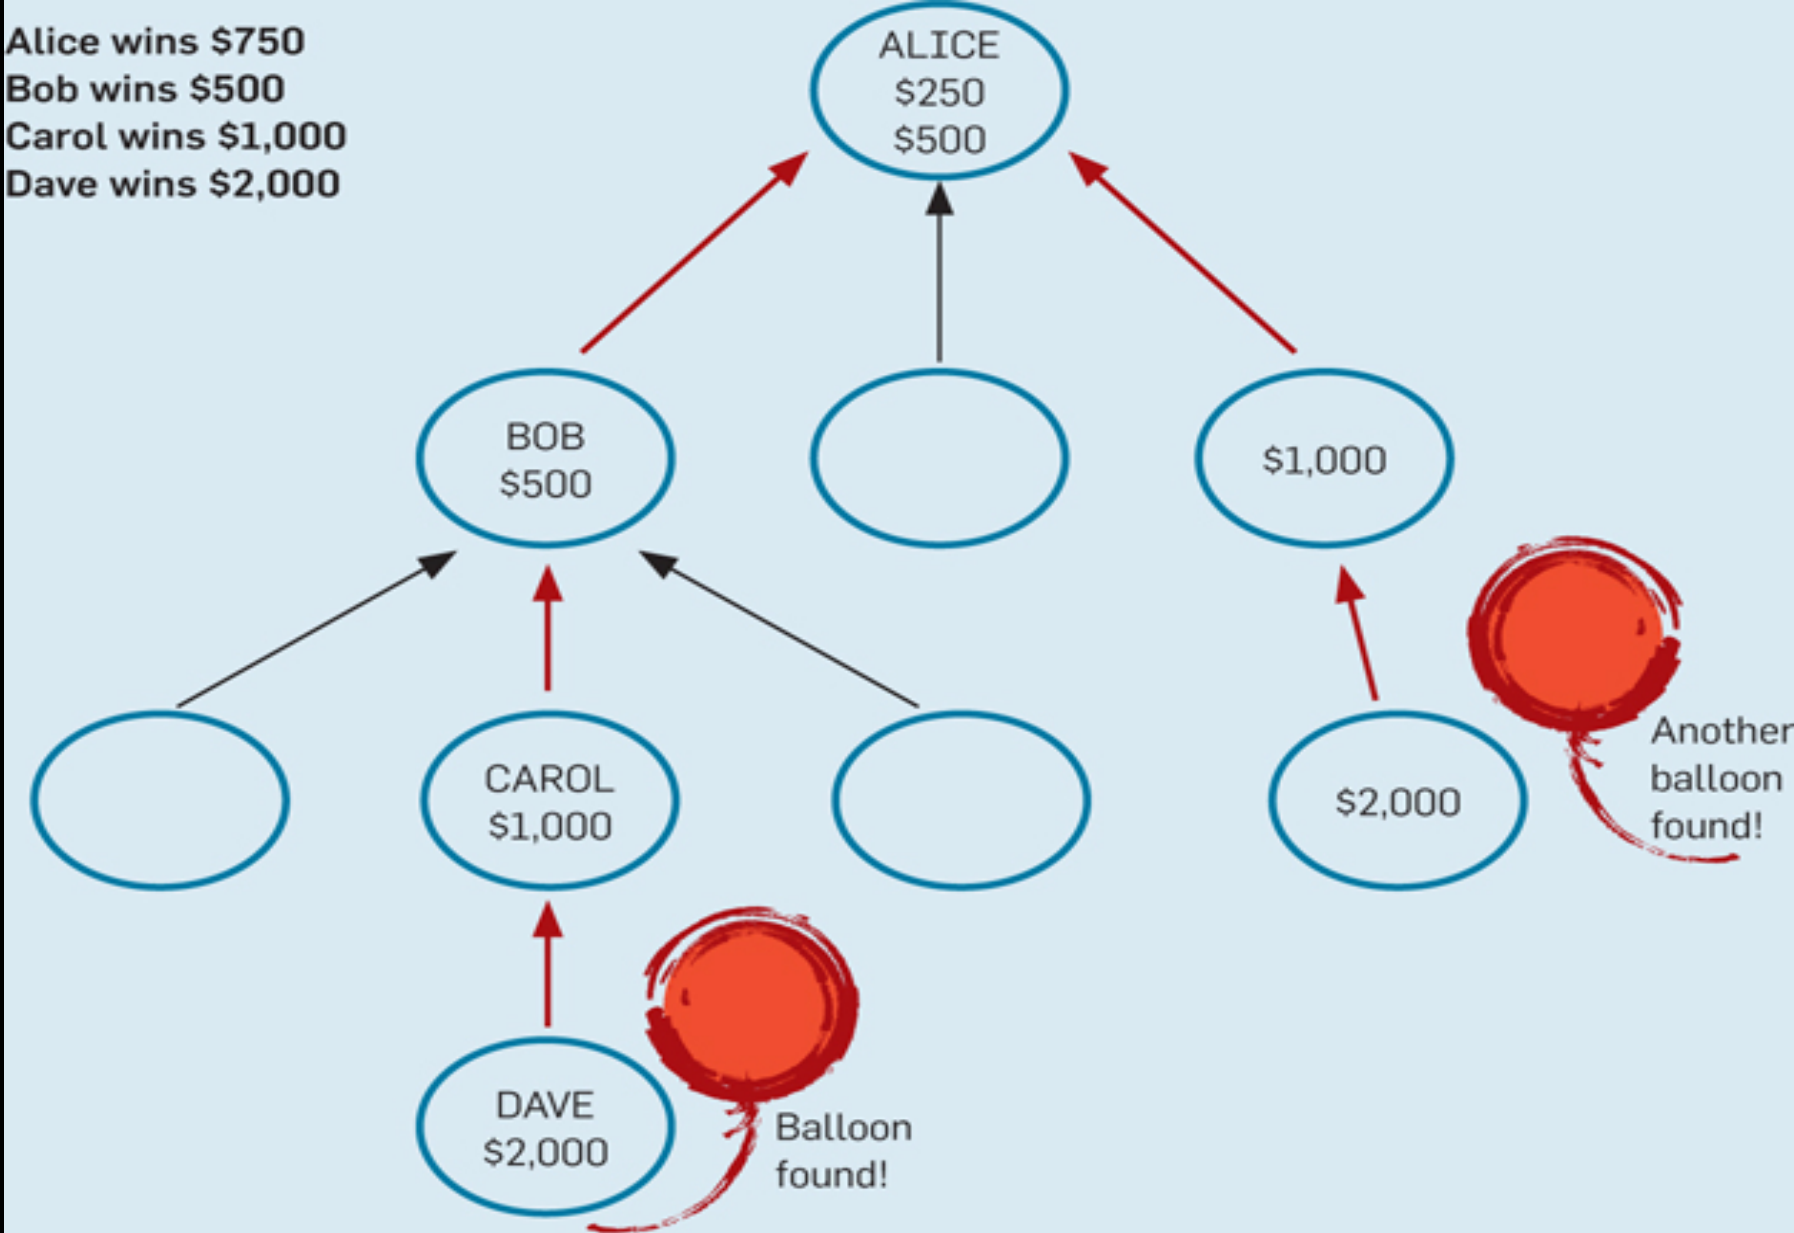 Alice wins $750
Bob wins $500
Carol wins $1,000
Dave wins $2,000
ALICE
$250
$500
BOB
$500
$1,000
CAROL
$1,000
$2,000
Another
balloon
found!
DAVE
$2,000
Balloon
found!